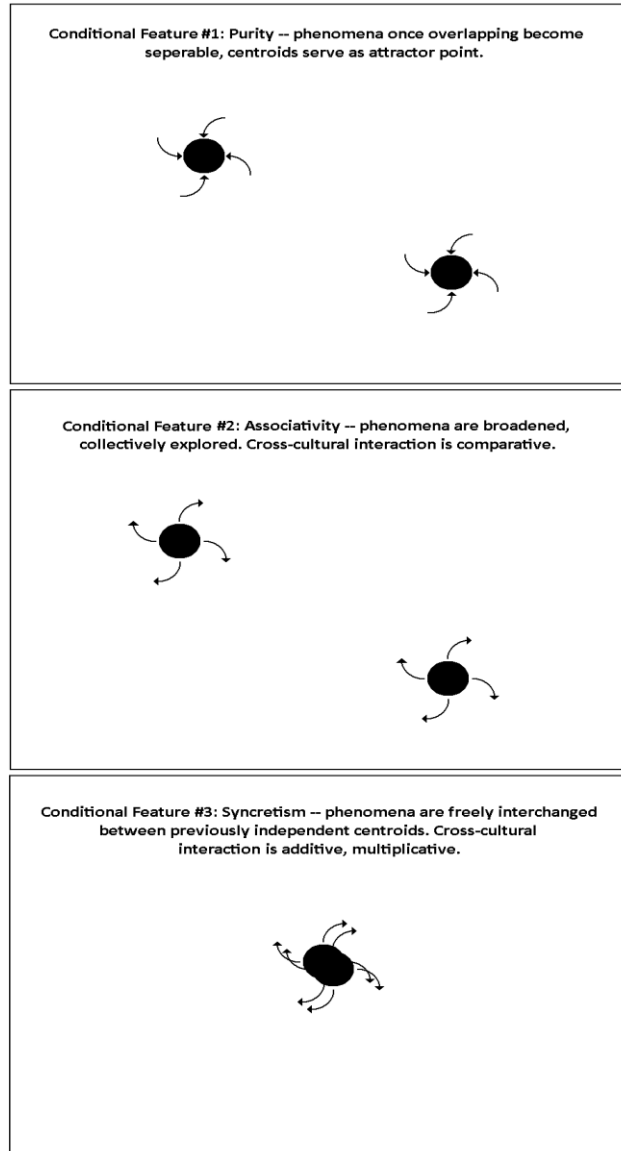 Conditional Feature #1: Purity -- phenomena once overlapping become
seperable, centroids serve as attractor point.
Conditional Feature #2: Associativity -- phenomena are broadened,
collectively explored. Cross-cultural interaction is comparative.
Conditional Feature #3: Syncretism -- phenomena are freely interchanged
between previously independent centroids. Cross-cultural
interaction is additive, multiplicative.